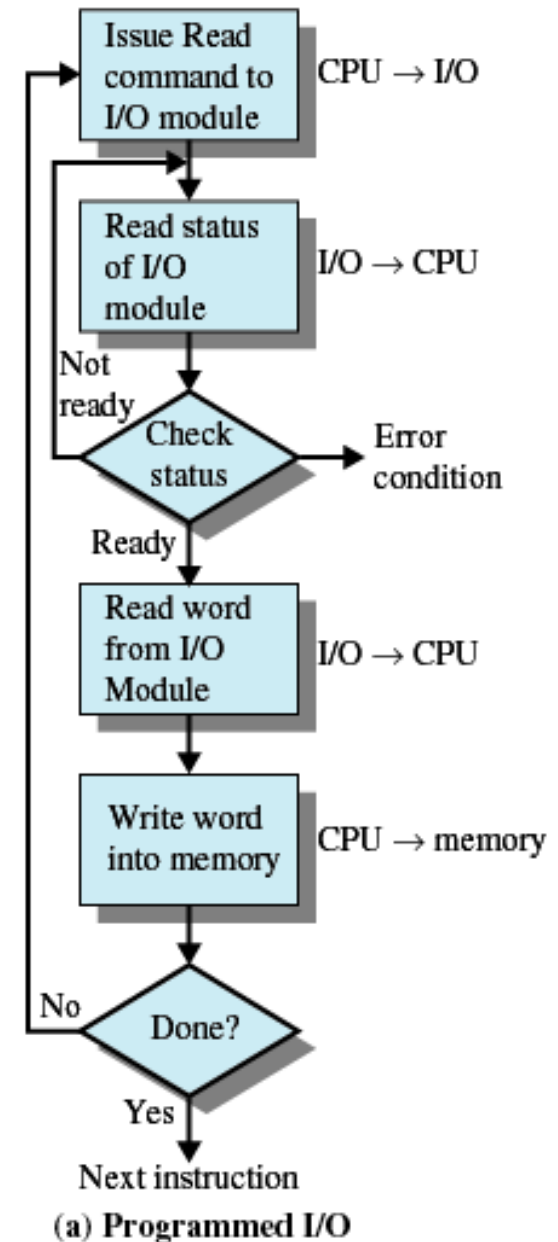 Issue Read
command to
I/O module
CPU → I/O
Read status
of I/O
module
I/O → CPU
Not
ready
Check
status
Error
condition
Ready
Read word
from I/O
Module
I/O → CPU
Write word
into memory
CPU → memory
No
Done?
Yes
Next instruction
(a) Programmed I/O